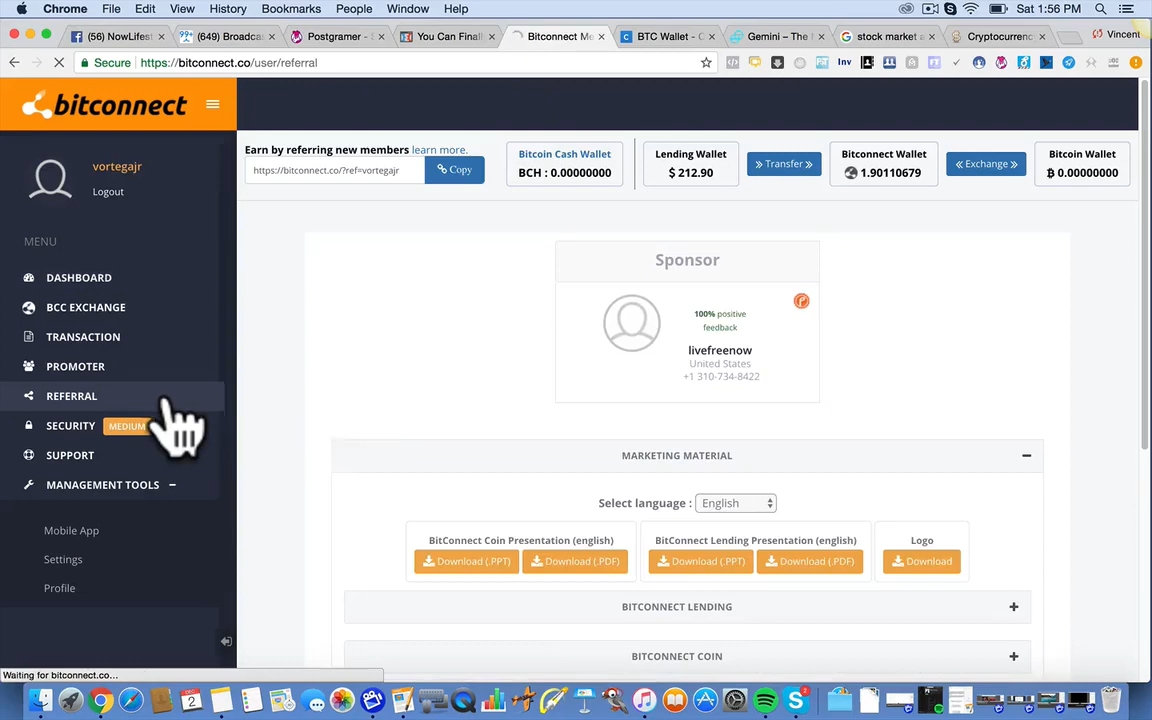 Chrome File Edit View History Bookmarks People Window Help Sat 1:56 PM
(56) NowLifest (649) Broadcas Postgramer - S You Can Final Bitconnect Me BTC Wallet - C Gemini – The N stock market a Cryptocurrenc Vincent
Secure https://bitconnect.co/user/referral Inv
bitconnect
vortegajr
Logout
MENU
DASHBOARD
BCC EXCHANGE
TRANSACTION
PROMOTER
REFERRAL
SECURITY MEDIUM
SUPPORT
MANAGEMENT TOOLS –
Mobile App
Settings
Profile
Earn by referring new members learn more.
https://bitconnect.co/?ref=vortegajr Copy
Bitcoin Cash Wallet
BCH : 0.00000000
Lending Wallet
$ 212.90
» Transfer »
Bitconnect Wallet
1.90110679
« Exchange »
Bitcoin Wallet
0.00000000
Sponsor
100% positive
feedback
livefreenow
United States
+1 310-734-8422
MARKETING MATERIAL –
Select language : English
BitConnect Coin Presentation (english) BitConnect Lending Presentation (english) Logo
Download (.PPT) Download (.PDF) Download (.PPT) Download (.PDF) Download
BITCONNECT LENDING +
BITCONNECT COIN +
Waiting for bitconnect.co...